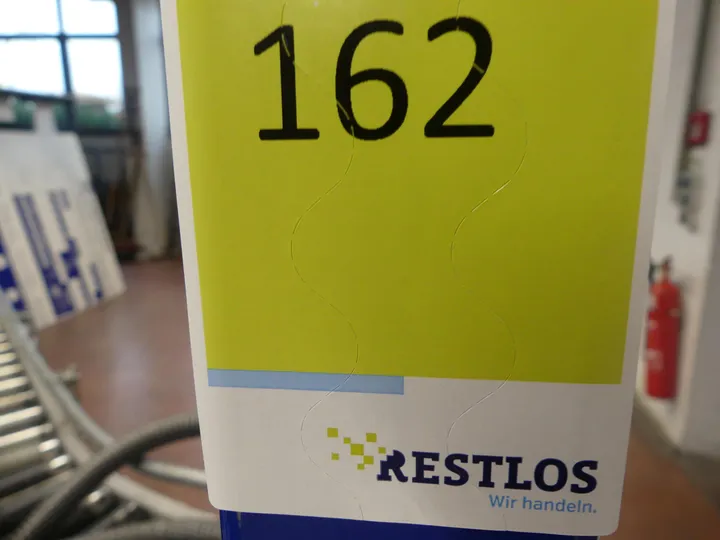 162
RESTLOS
Wir handeln.